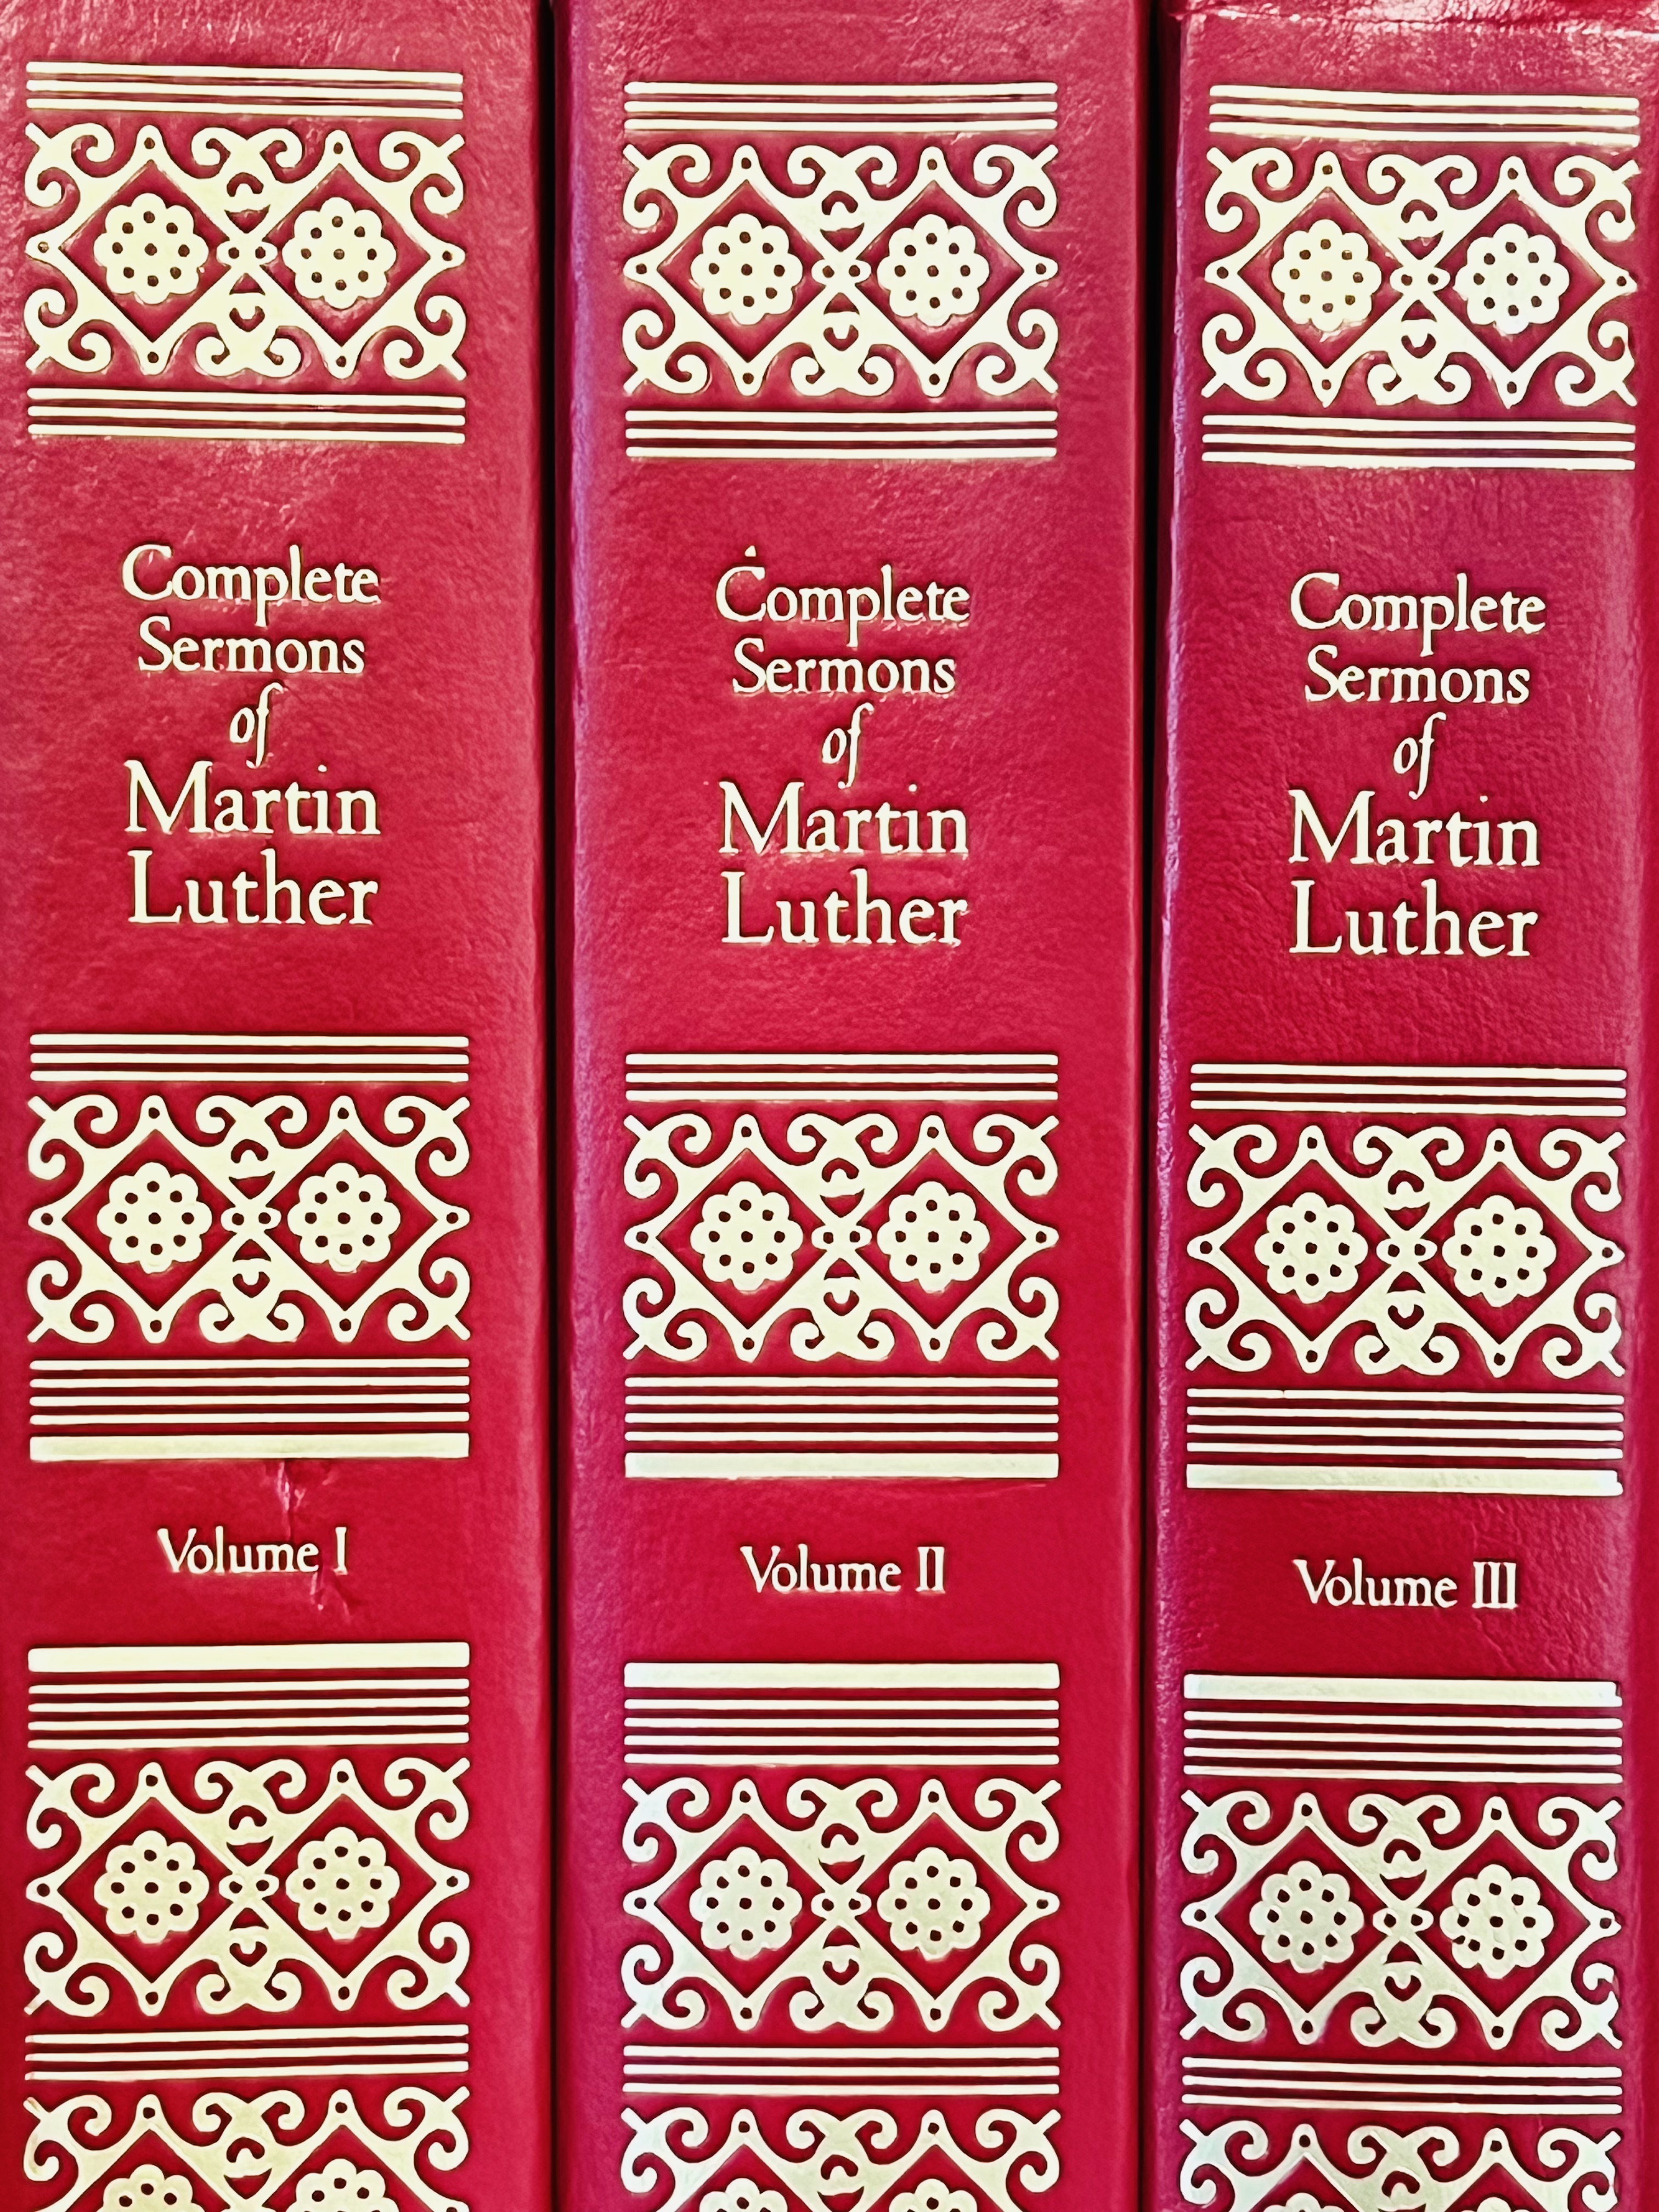 Complete
Sermons
of
Martin
Luther
Volume I
Complete
Sermons
of
Martin
Luther
Volume II
Complete
Sermons
of
Martin
Luther
Volume III